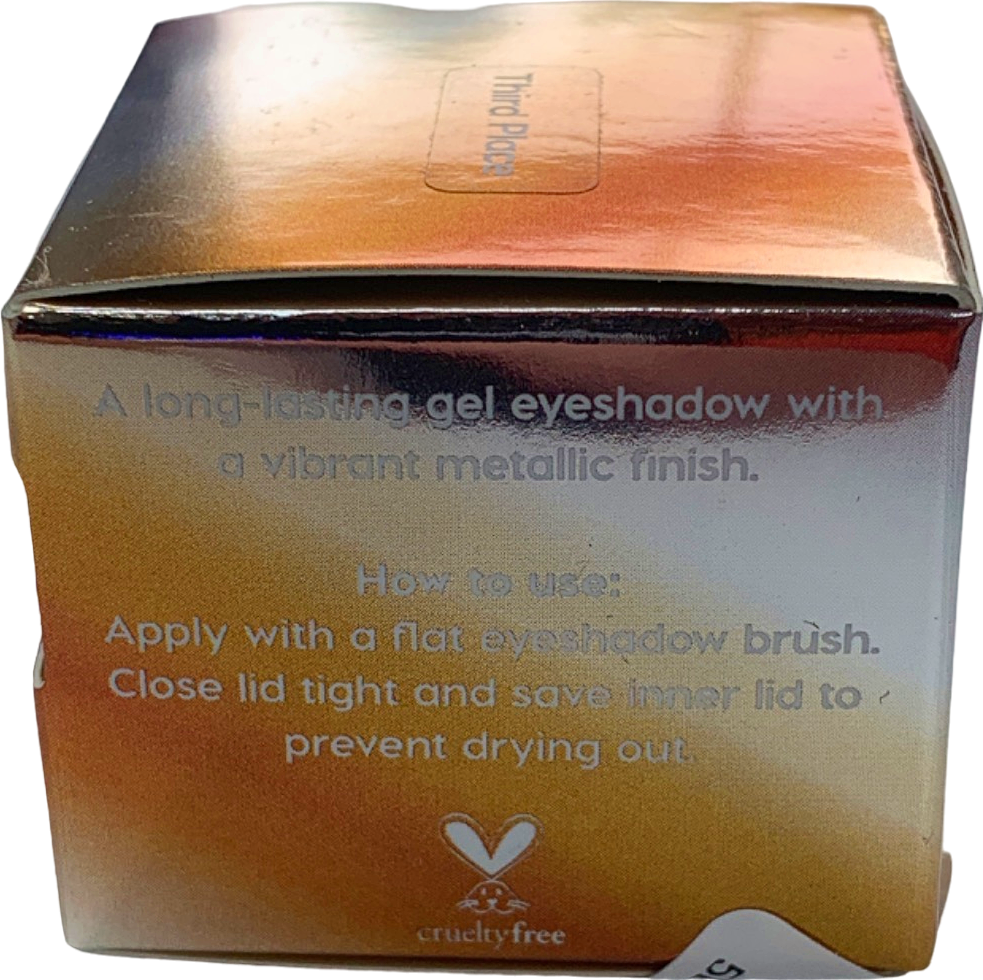 Third Place
A long-lasting gel eyeshadow with
a vibrant metallic finish.
How to use:
Apply with a flat eyeshadow brush.
Close lid tight and save inner lid to
prevent drying out.
crueltyfree